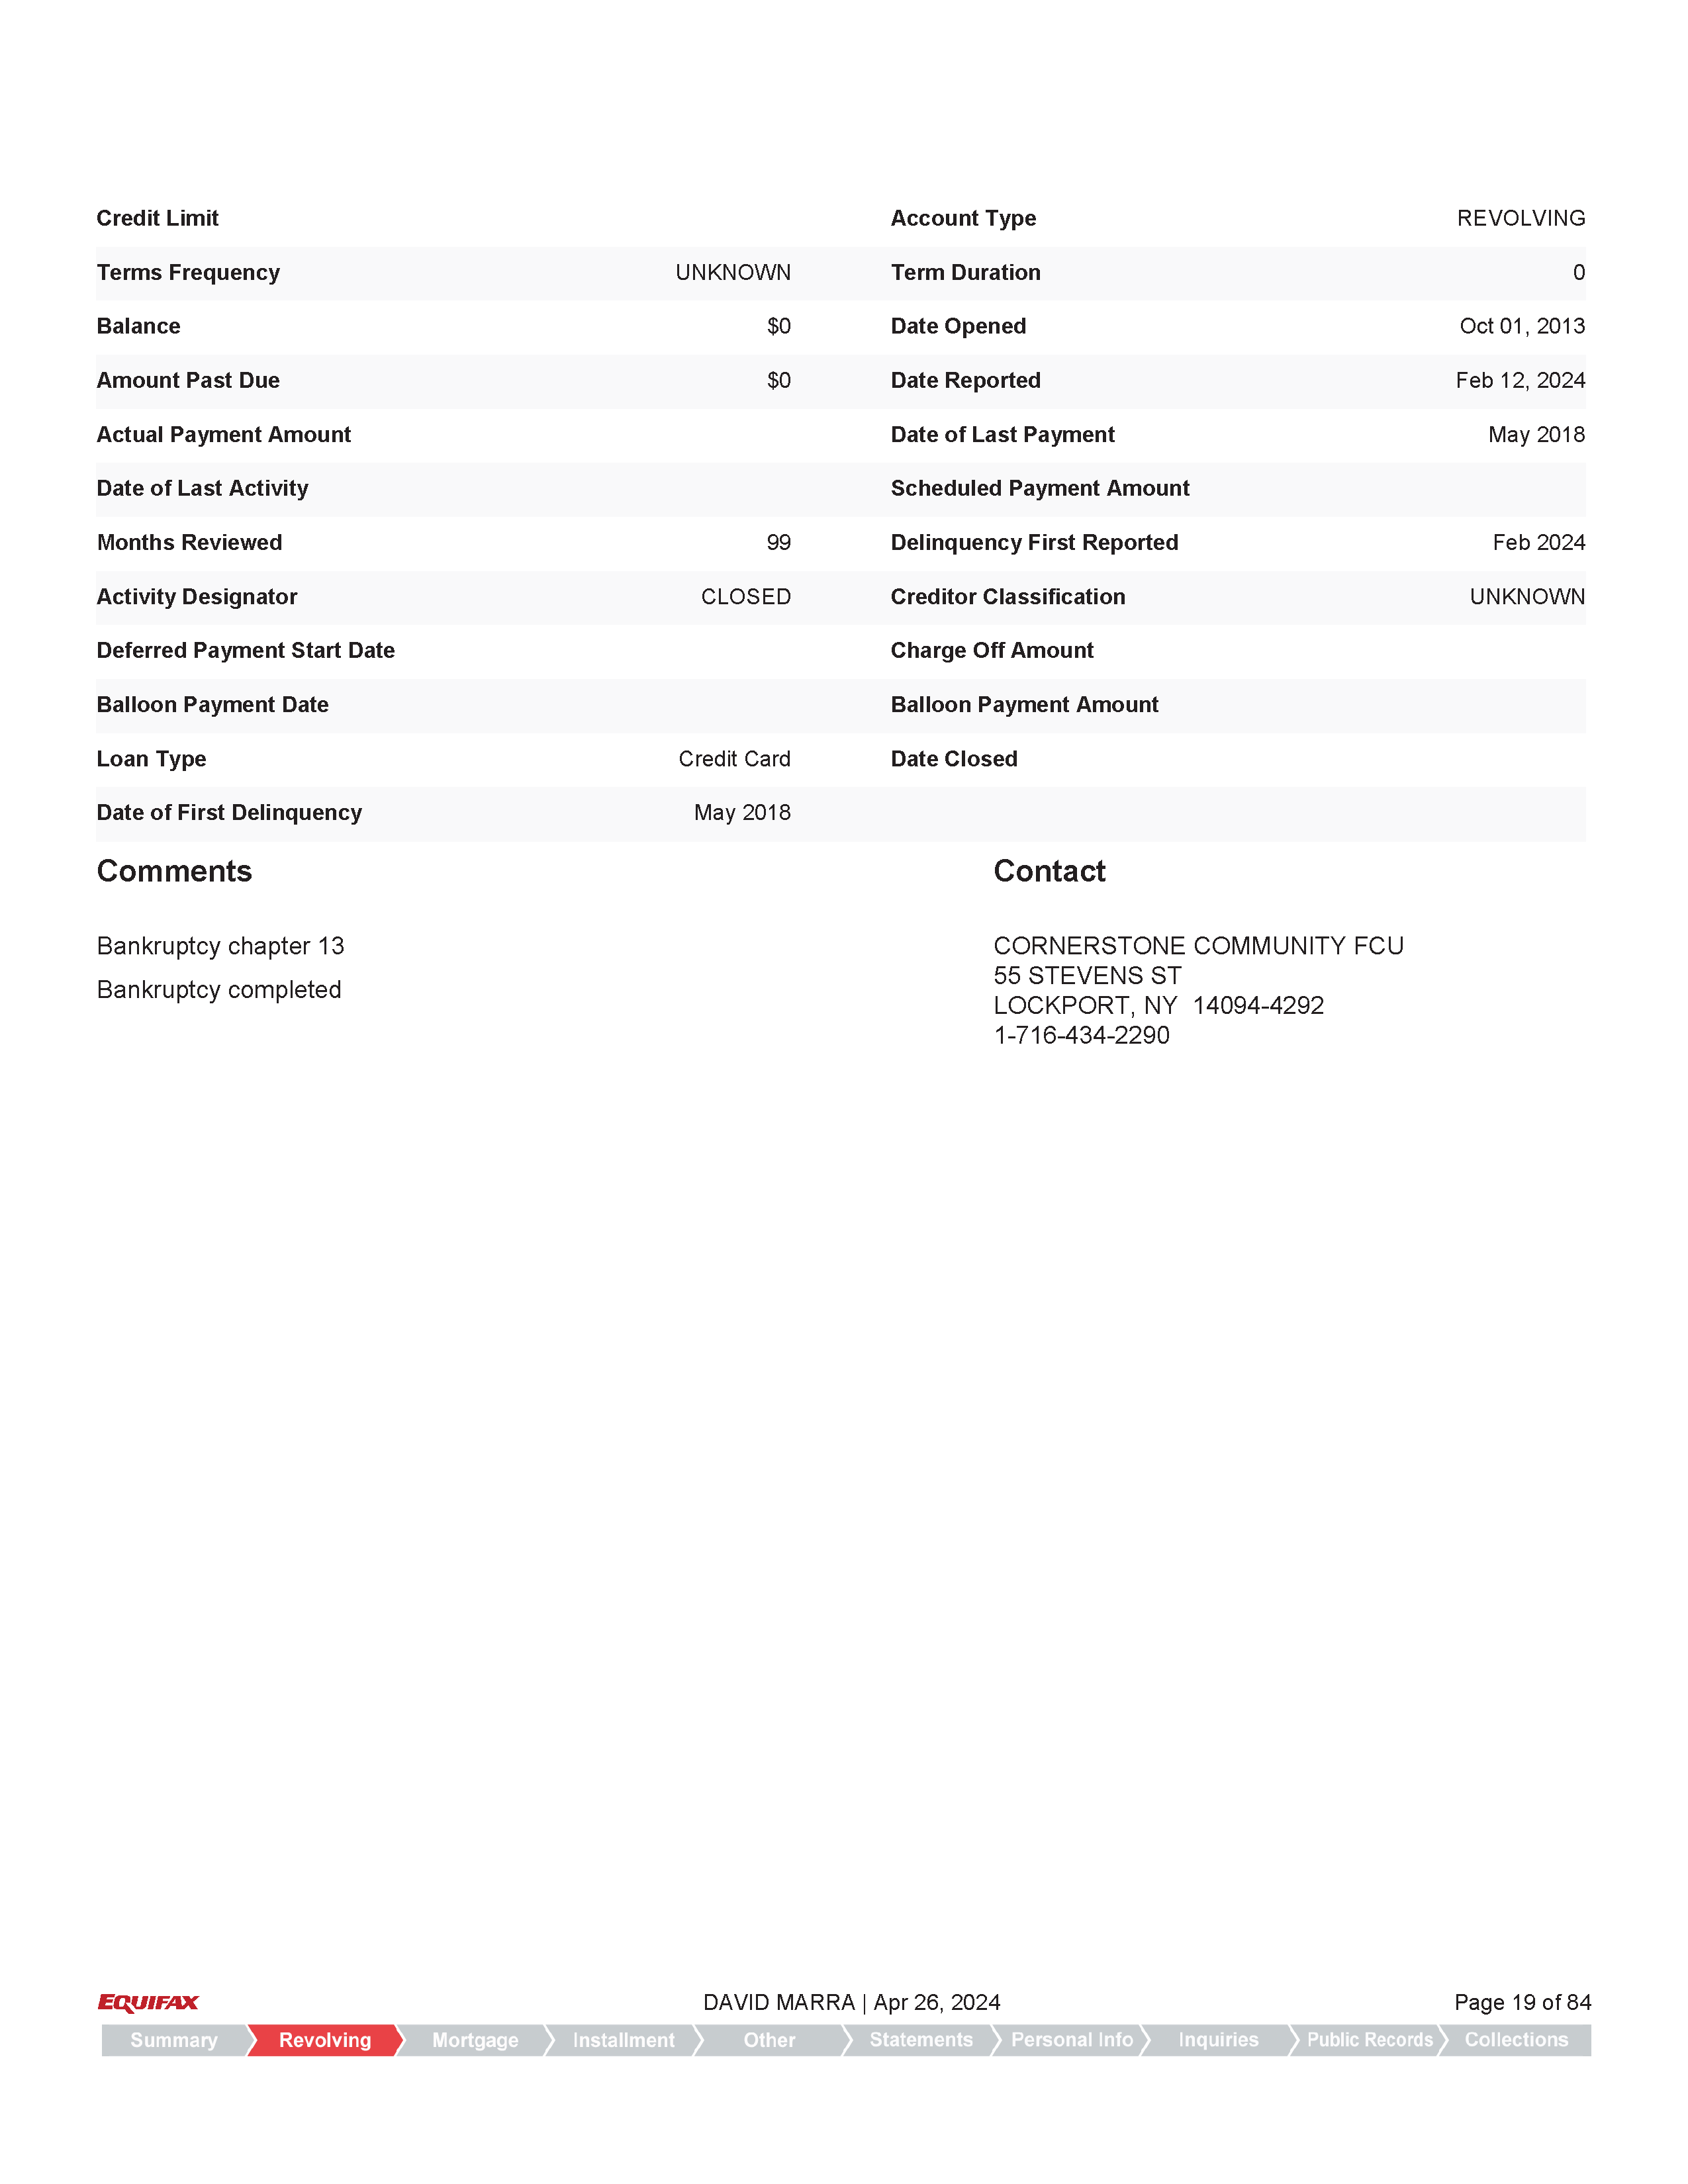 Credit Limit Account Type REVOLVING
Terms Frequency UNKNOWN Term Duration 0
Balance $0 Date Opened Oct 01, 2013
Amount Past Due $0 Date Reported Feb 12, 2024
Actual Payment Amount Date of Last Payment May 2018
Date of Last Activity Scheduled Payment Amount
Months Reviewed 99 Delinquency First Reported Feb 2024
Activity Designator CLOSED Creditor Classification UNKNOWN
Deferred Payment Start Date Charge Off Amount
Balloon Payment Date Balloon Payment Amount
Loan Type Credit Card Date Closed
Date of First Delinquency May 2018
Comments
Bankruptcy chapter 13
Bankruptcy completed
Contact
CORNERSTONE COMMUNITY FCU
55 STEVENS ST
LOCKPORT, NY 14094-4292
1-716-434-2290
EQUIFAX DAVID MARRA | Apr 26, 2024 Page 19 of 84
Summary Revolving Mortgage Installment Other Statements Personal Info Inquiries Public Records Collections